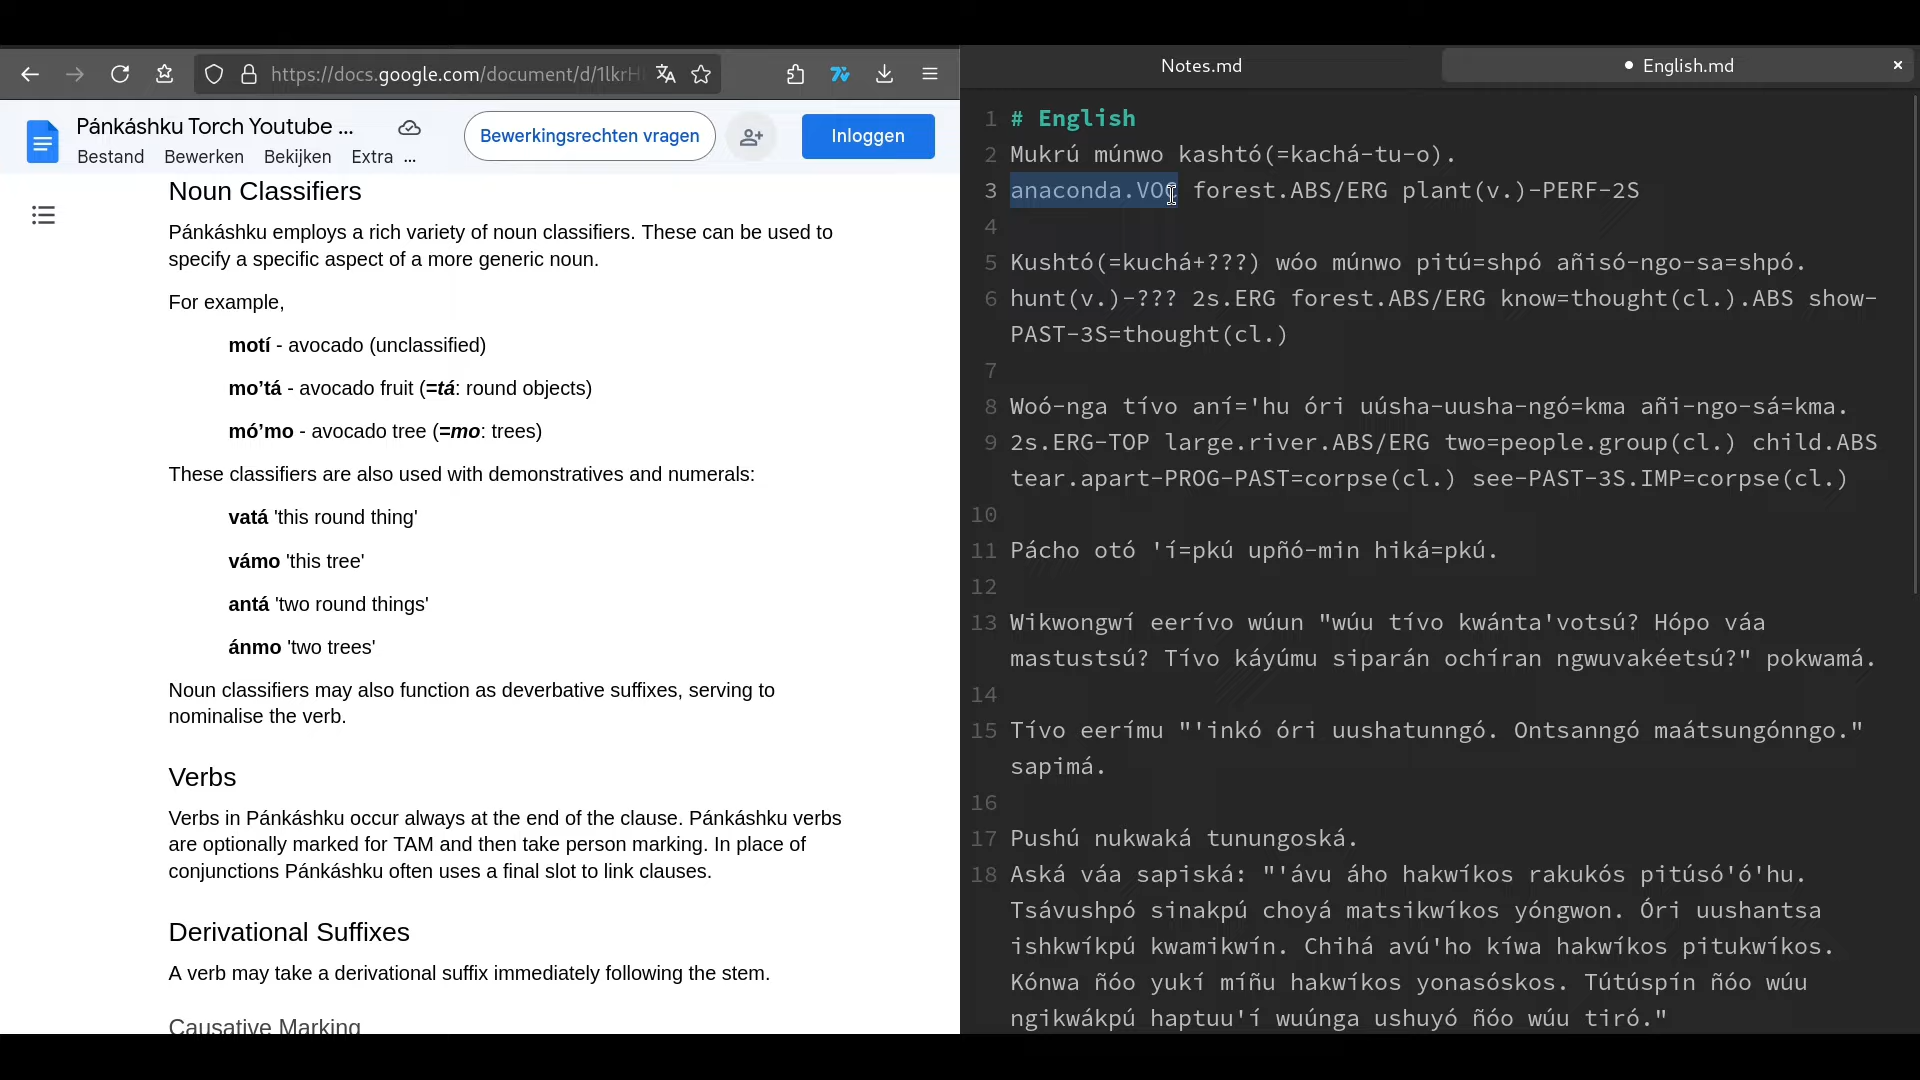 https://docs.google.com/document/d/1lkrH
Pánkáshku Torch Youtube ...
Bestand Bewerken Bekijken Extra ...
Bewerkingsrechten vragen
Inloggen
Noun Classifiers
Pánkáshku employs a rich variety of noun classifiers. These can be used to
specify a specific aspect of a more generic noun.
For example,
motí - avocado (unclassified)
mo’tá - avocado fruit (=tá: round objects)
mó’mo - avocado tree (=mo: trees)
These classifiers are also used with demonstratives and numerals:
vatá 'this round thing'
vámo 'this tree'
antá 'two round things'
ánmo 'two trees'
Noun classifiers may also function as deverbative suffixes, serving to
nominalise the verb.
Verbs
Verbs in Pánkáshku occur always at the end of the clause. Pánkáshku verbs
are optionally marked for TAM and then take person marking. In place of
conjunctions Pánkáshku often uses a final slot to link clauses.
Derivational Suffixes
A verb may take a derivational suffix immediately following the stem.
Causative Marking
Notes.md
English.md
1 # English
2 Mukrú múnwo kashtó(=kachá-tu-o).
3 anaconda.VOC forest.ABS/ERG plant(v.)-PERF-2S
4
5 Kushtó(=kuchá+???) wóo múnwo pitú=shpó añisó-ngo-sa=shpó.
6 hunt(v.)-??? 2s.ERG forest.ABS/ERG know=thought(cl.).ABS show-
PAST-3S=thought(cl.)
7
8 Woó-nga tívo aní='hu óri uúsha-uusha-ngó=kma añi-ngo-sá=kma.
9 2s.ERG-TOP large.river.ABS/ERG two=people.group(cl.) child.ABS
tear.apart-PROG-PAST=corpse(cl.) see-PAST-3S.IMP=corpse(cl.)
10
11 Pácho otó 'í=pkú upñó-min hiká=pkú.
12
13 Wikwongwí eerívo wúun "wúu tívo kwánta'votsú? Hópo váa
mastustsú? Tívo káyúmu siparán ochíran ngwuvakéetsú?" pokwamá.
14
15 Tívo eerímu "'inkó óri uushatunngó. Ontsanngó maátsungónngo."
sapimá.
16
17 Pushú nukwaká tunungoská.
18 Aská váa sapiská: "'ávu áho hakwíkos rakukós pitúsó'ó'hu.
Tsávushpó sinakpú choyá matsikwíkos yóngwon. Óri uushantsa
ishkwíkpú kwamikwín. Chihá avú'ho kíwa hakwíkos pitukwíkos.
Kónwa ñóo yukí míñu hakwíkos yonasóskos. Tútúspín ñóo wúu
ngikwákpú haptuu'í wuúnga ushuyó ñóo wúu tiró."